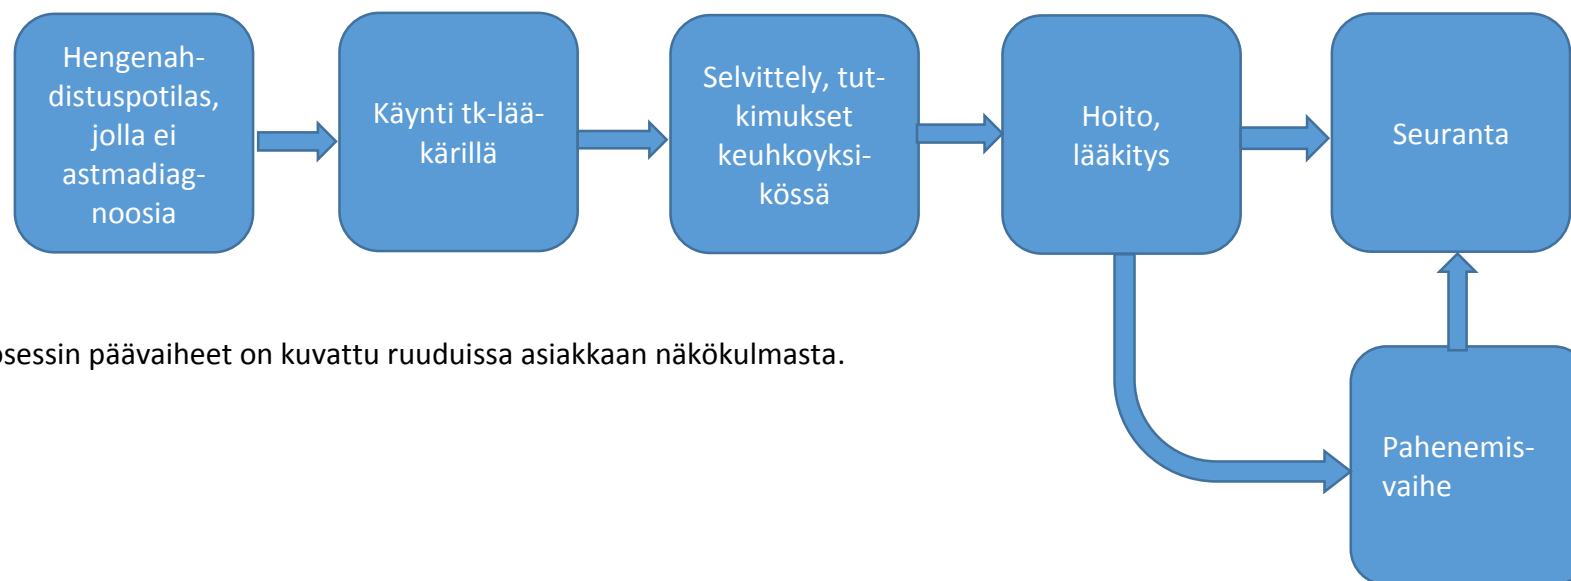 Hengenah-
distuspotilas,
jolla ei
astmadiag-
noosia
Käynti tk-lää-
kärillä
Selvittely, tut-
kimukset
keuhkoyksi-
kössä
Hoito,
lääkitys
Seuranta
osessin päävaiheet on kuvattu ruuduissa asiakkaan näkökulmasta.
Pahenemis-
vaihe